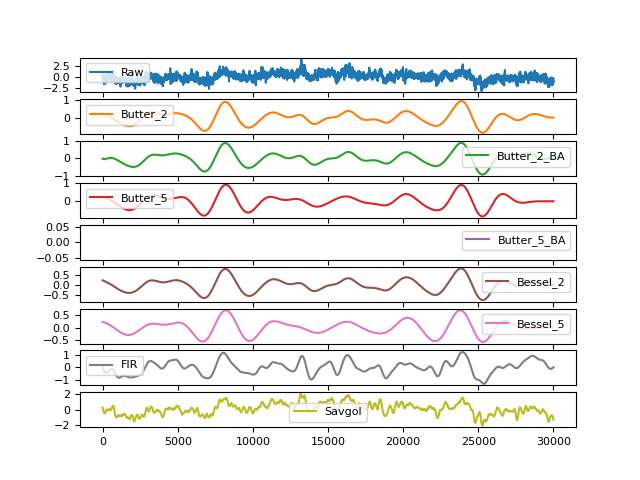 2.5
0.0
−2.5
Raw
1
0
Butter_2
1
0
−1
Butter_2_BA
1
0
Butter_5
0.05
0.00
−0.05
Butter_5_BA
0.5
0.0
−0.5
Bessel_2
0.5
0.0
−0.5
Bessel_5
1
0
−1
FIR
2
0
−2
Savgol
0 5000 10000 15000 20000 25000 30000